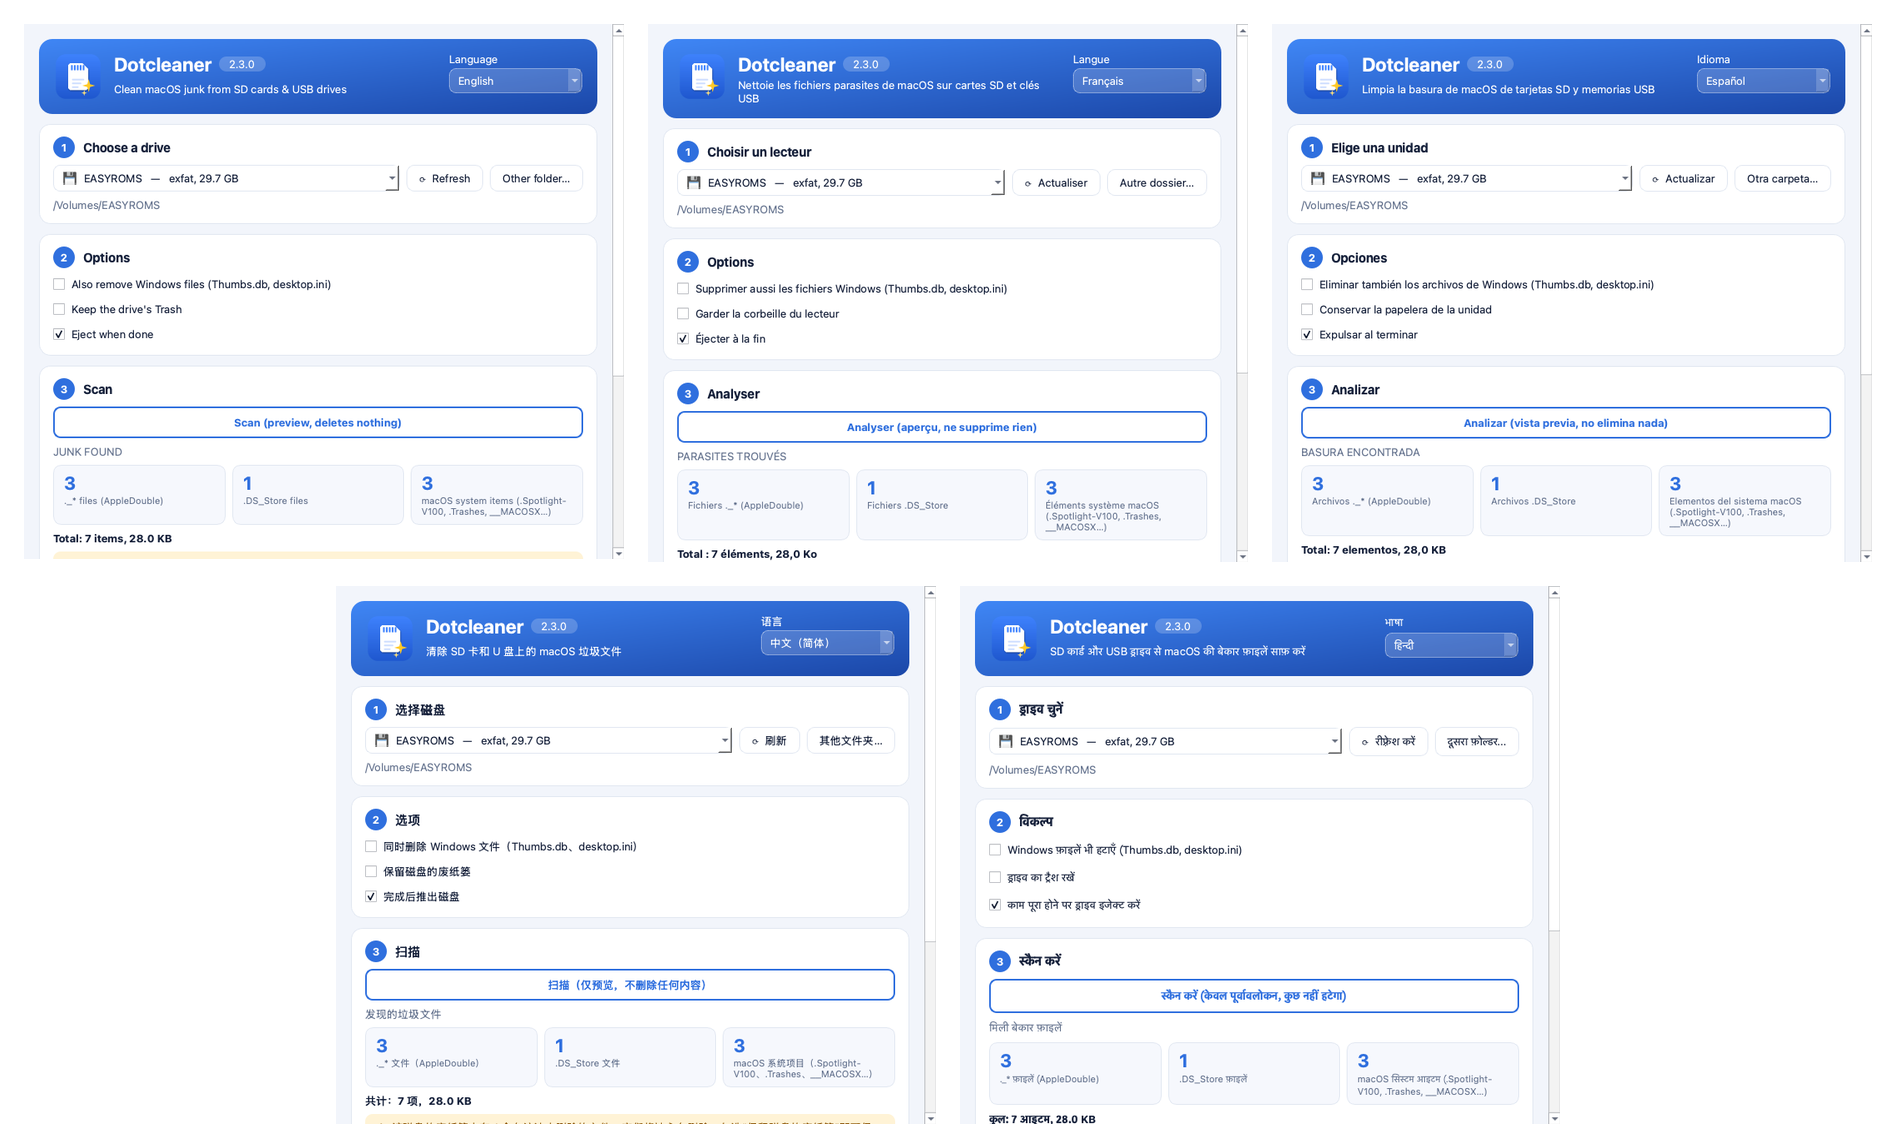 Dotcleaner 2.3.0
Clean macOS junk from SD cards & USB drives
Language
English
1 Choose a drive
EASYROMS — exfat, 29.7 GB
Refresh
Other folder...
/Volumes/EASYROMS
2 Options
Also remove Windows files (Thumbs.db, desktop.ini)
Keep the drive's Trash
Eject when done
3 Scan
Scan (preview, deletes nothing)
JUNK FOUND
3
._* files (AppleDouble)
1
.DS_Store files
3
macOS system items (.Spotlight-
V100, .Trashes, __MACOSX...)
Total: 7 items, 28.0 KB
Dotcleaner 2.3.0
Nettoie les fichiers parasites de macOS sur cartes SD et clés
USB
Langue
Français
1 Choisir un lecteur
EASYROMS — exfat, 29.7 GB
Actualiser
Autre dossier...
/Volumes/EASYROMS
2 Options
Supprimer aussi les fichiers Windows (Thumbs.db, desktop.ini)
Garder la corbeille du lecteur
Éjecter à la fin
3 Analyser
Analyser (aperçu, ne supprime rien)
PARASITES TROUVÉS
3
Fichiers ._* (AppleDouble)
1
Fichiers .DS_Store
3
Éléments système macOS
(.Spotlight-V100, .Trashes,
__MACOSX...)
Total : 7 éléments, 28,0 Ko
Dotcleaner 2.3.0
Limpia la basura de macOS de tarjetas SD y memorias USB
Idioma
Español
1 Elige una unidad
EASYROMS — exfat, 29.7 GB
Actualizar
Otra carpeta...
/Volumes/EASYROMS
2 Opciones
Eliminar también los archivos de Windows (Thumbs.db, desktop.ini)
Conservar la papelera de la unidad
Expulsar al terminar
3 Analizar
Analizar (vista previa, no elimina nada)
BASURA ENCONTRADA
3
Archivos ._* (AppleDouble)
1
Archivos .DS_Store
3
Elementos del sistema macOS
(.Spotlight-V100, .Trashes,
__MACOSX...)
Total: 7 elementos, 28,0 KB
Dotcleaner 2.3.0
清除 SD 卡和 U 盘上的 macOS 垃圾文件
语言
中文（简体）
1 选择磁盘
EASYROMS — exfat, 29.7 GB
刷新
其他文件夹...
/Volumes/EASYROMS
2 选项
同时删除 Windows 文件（Thumbs.db、desktop.ini）
保留磁盘的废纸篓
完成后推出磁盘
3 扫描
扫描（仅预览，不删除任何内容）
发现的垃圾文件
3
._* 文件（AppleDouble）
1
.DS_Store 文件
3
macOS 系统项目（.Spotlight-
V100、.Trashes、__MACOSX...）
共计：7 项，28.0 KB
Dotcleaner 2.3.0
SD कार्ड और USB ड्राइव से macOS की बेकार फ़ाइलें साफ़ करें
भाषा
हिन्दी
1 ड्राइव चुनें
EASYROMS — exfat, 29.7 GB
रीफ़्रेश करें
दूसरा फ़ोल्डर...
/Volumes/EASYROMS
2 विकल्प
Windows फ़ाइलें भी हटाएँ (Thumbs.db, desktop.ini)
ड्राइव का ट्रैश रखें
काम पूरा होने पर ड्राइव इजेक्ट करें
3 स्कैन करें
स्कैन करें (केवल पूर्वावलोकन, कुछ नहीं हटेगा)
मिली बेकार फ़ाइलें
3
._* फ़ाइलें (AppleDouble)
1
.DS_Store फ़ाइलें
3
macOS सिस्टम आइटम (.Spotlight-
V100, .Trashes, __MACOSX...)
कुल: 7 आइटम, 28.0 KB